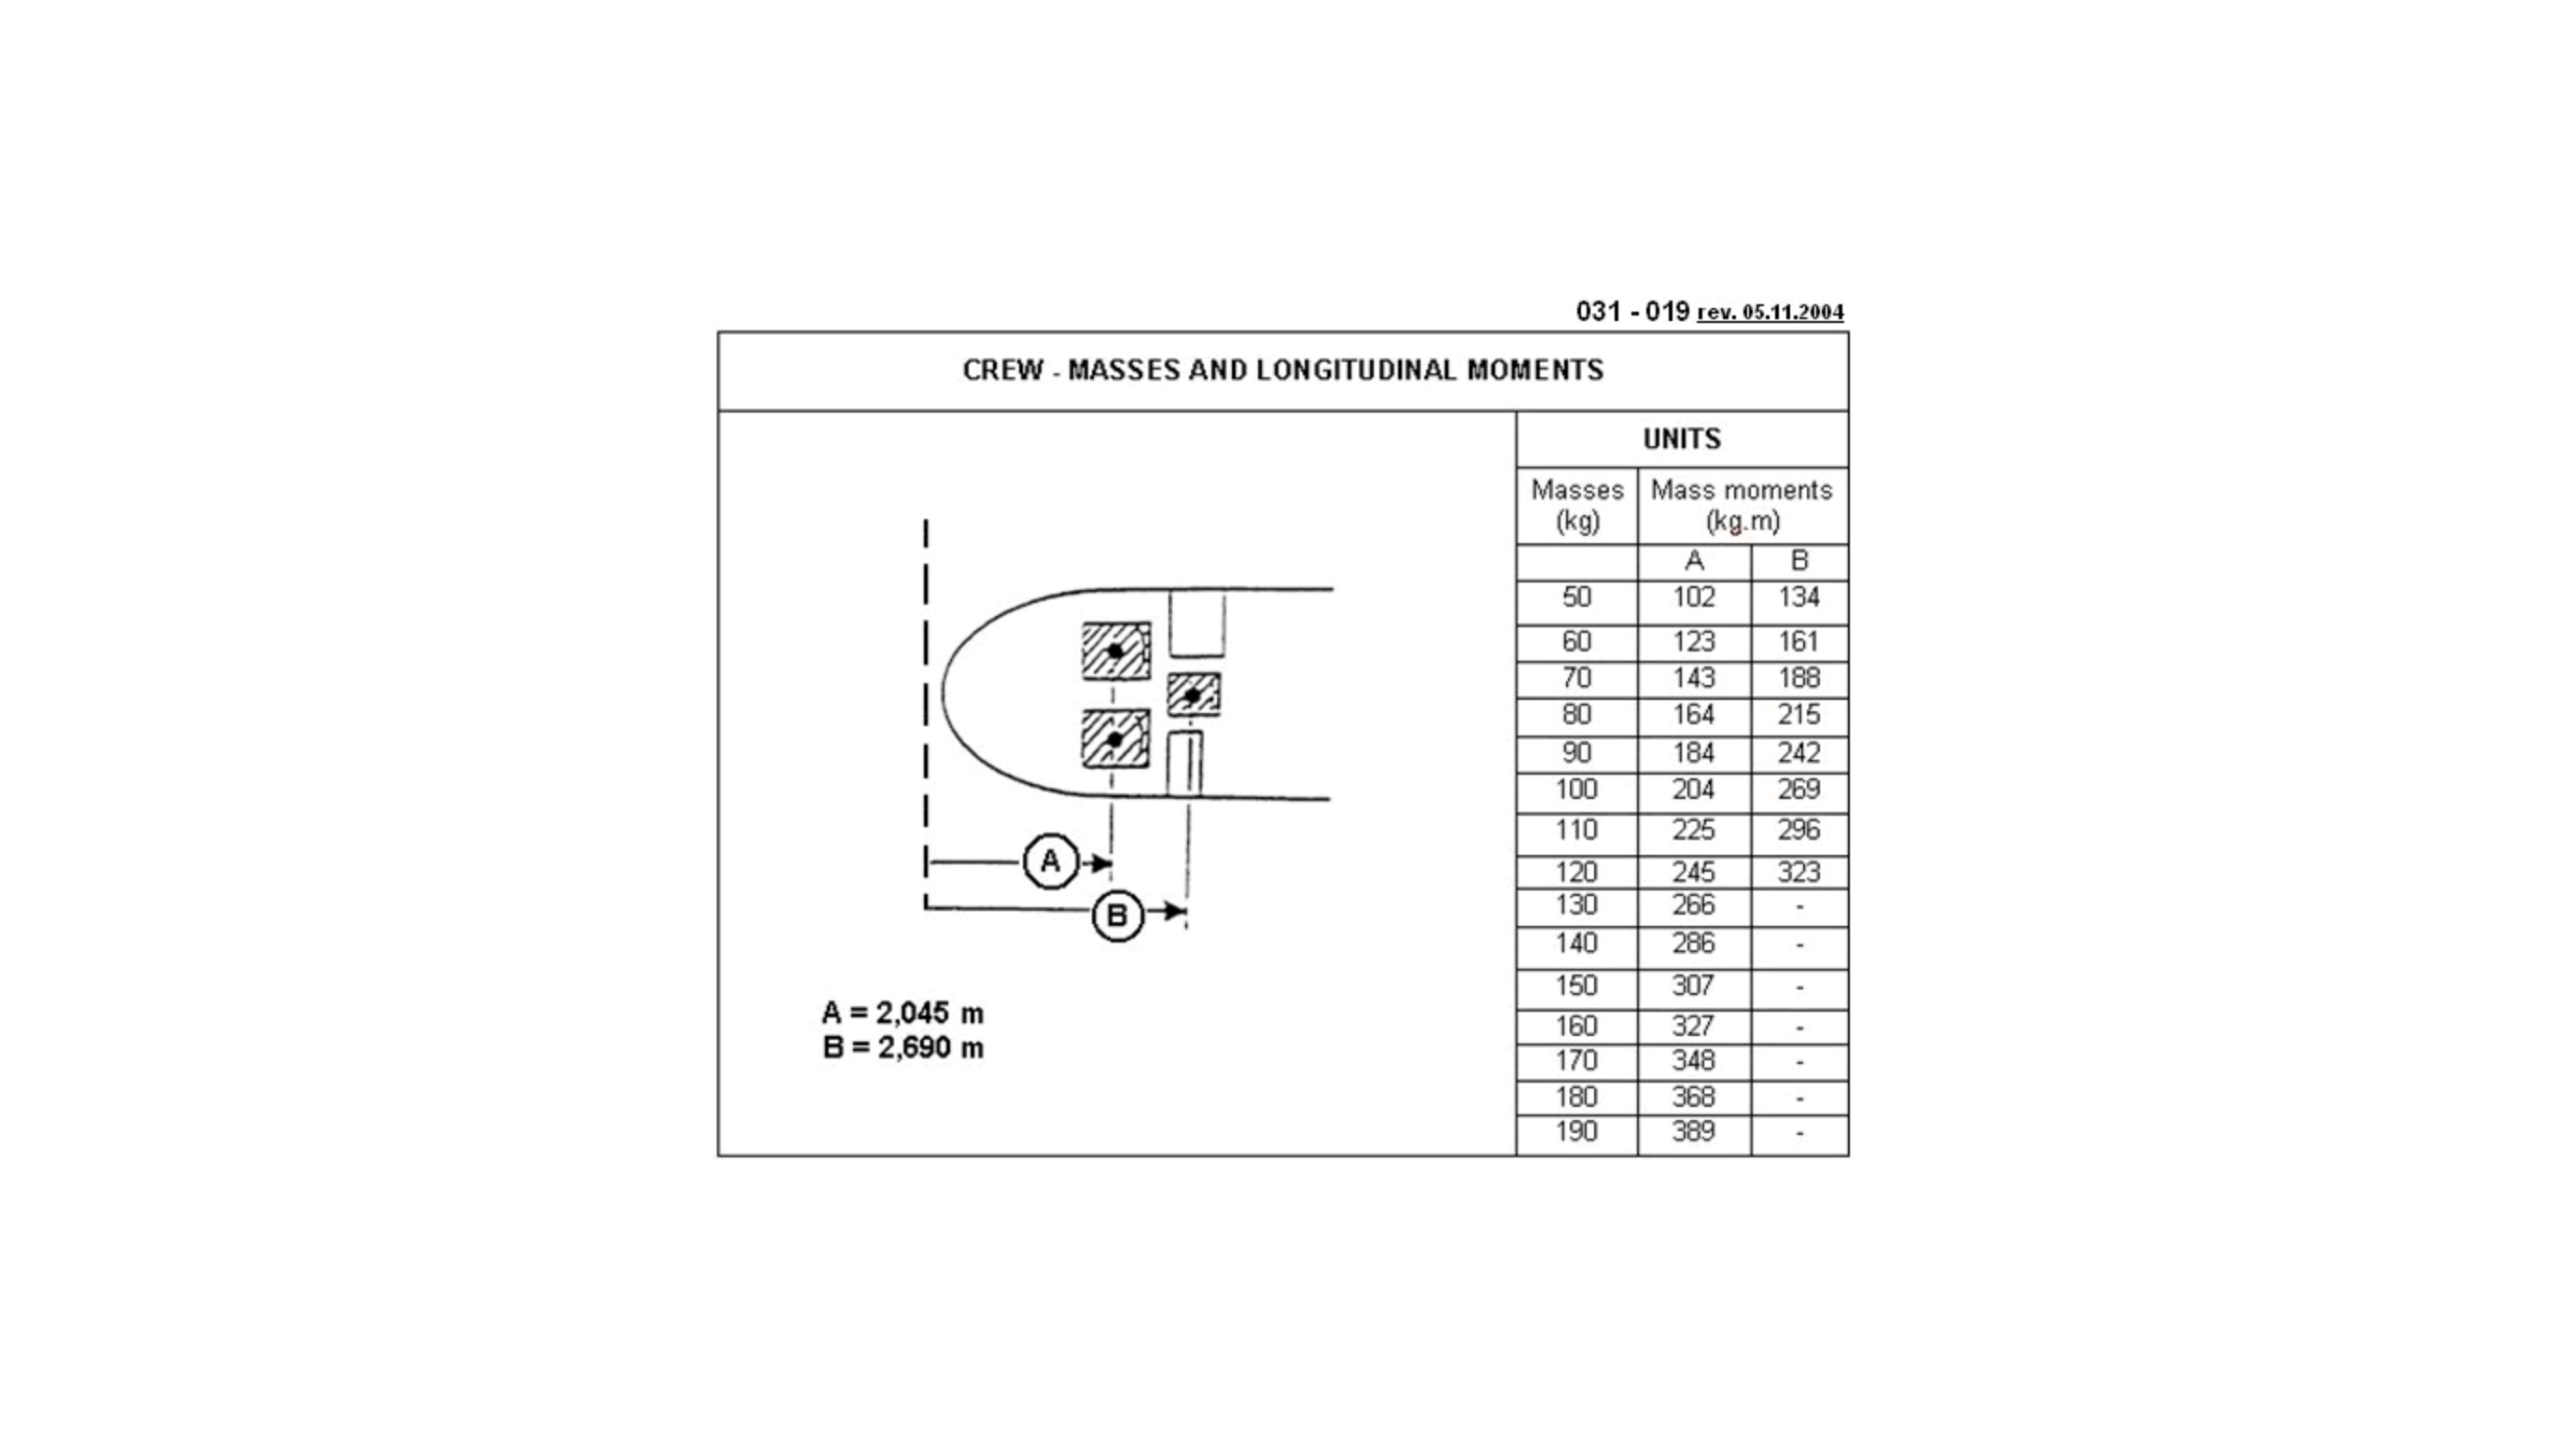 031 - 019 rev. 05.11.2004
CREW - MASSES AND LONGITUDINAL MOMENTS
UNITS
Masses (kg) Mass moments (kg.m)
A B
50 102 134
60 123 161
70 143 188
80 164 215
90 184 242
100 204 269
110 225 296
120 245 323
130 266 -
140 286 -
150 307 -
160 327 -
170 348 -
180 368 -
190 389 -
A
B
A = 2,045 m
B = 2,690 m